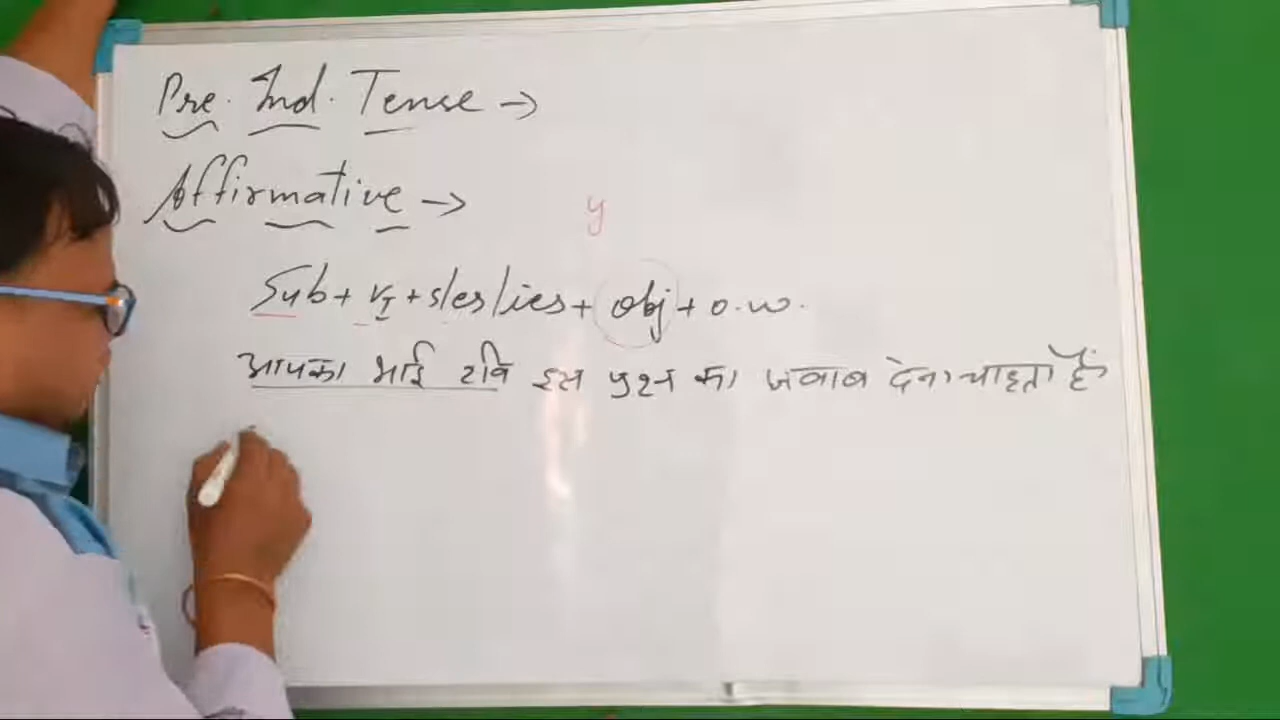 Pre. Ind. Tense →
Affirmative →
y
Sub + V₁ + s/es/ies + obj + o.w.
आपका भाई रवि इस प्रश्न का जवाब देना चाहता हैं